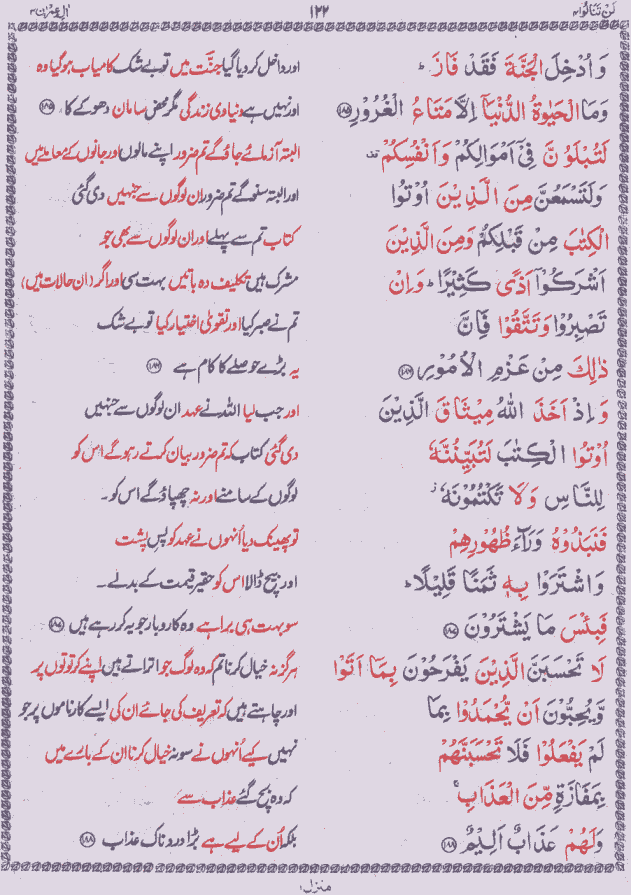 لَنْ تَنَالُوا۴ ۱۲۲ اٰلِ عِمْرٰن۳
وَاُدْخِلَ الْجَنَّةَ فَقَدْ فَازَ ؕ اور داخل کر دیا گیا جنّت میں تو بے شک کامیاب ہو گیا وہ
وَمَا الْحَيٰوةُ الدُّنْيَاۤ اِلَّا مَتَاعُ الْغُرُوْرِ ﴿۱۸۵﴾ اور نہیں ہے دنیاوی زندگی مگر محض سامان دھوکے کا ﴿۱۸۵﴾
لَتُبْلَوُنَّ فِيْۤ اَمْوَالِكُمْ وَاَنْفُسِكُمْ البتہ آزمائے جاؤ گے تم ضرور اپنے مالوں اور جانوں کے معاملے میں
وَلَتَسْمَعُنَّ مِنَ الَّذِيْنَ اُوْتُوا اور البتہ سنو گے تم ضرور ان لوگوں سے جنہیں دی گئی
الْكِتٰبَ مِنْ قَبْلِكُمْ وَمِنَ الَّذِيْنَ کتاب تم سے پہلے اور ان لوگوں سے بھی جو
اَشْرَكُوْۤا اَذًى كَثِيْرًا ؕ وَاِنْ مشرک ہیں تکلیف دہ باتیں بہت سی اور اگر (ان حالات میں)
تَصْبِرُوْا وَتَتَّقُوْا فَاِنَّ تم نے صبر کیا اور تقویٰ اختیار کیا تو بے شک
ذٰلِكَ مِنْ عَزْمِ الْاُمُوْرِ ﴿۱۸۶﴾ یہ بڑے حوصلے کا کام ہے ﴿۱۸۶﴾
وَاِذْ اَخَذَ اللّٰهُ مِيْثَاقَ الَّذِيْنَ اور جب لیا اللہ نے عہد ان لوگوں سے جنہیں
اُوْتُوا الْكِتٰبَ لَتُبَيِّنُنَّهٗ دی گئی کتاب کہ تم ضرور بیان کرتے رہو گے اس کو
لِلنَّاسِ وَلَا تَكْتُمُوْنَهٗ ز لوگوں کے سامنے اور نہ چھپاؤ گے اس کو۔
فَنَبَذُوْهُ وَرَآءَ ظُهُوْرِهِمْ تو پھینک دیا اُنہوں نے عہد کو پسِ پشت
وَاشْتَرَوْا بِهٖ ثَمَنًا قَلِيْلًا ؕ اور بیچ ڈالا اس کو حقیر قیمت کے بدلے۔
فَبِئْسَ مَا يَشْتَرُوْنَ ﴿۱۸۷﴾ سو بہت ہی برا ہے وہ کاروبار جو یہ کر رہے ہیں ﴿۱۸۷﴾
لَا تَحْسَبَنَّ الَّذِيْنَ يَفْرَحُوْنَ بِمَاۤ اَتَوْا ہرگز نہ خیال کرنا تم کہ وہ لوگ جو اتراتے ہیں اپنے کرتوتوں پر
وَّيُحِبُّوْنَ اَنْ يُّحْمَدُوْا بِمَا اور چاہتے ہیں کہ تعریف کی جائے اُن کی ایسے کارناموں پر جو
لَمْ يَفْعَلُوْا فَلَا تَحْسَبَنَّهُمْ نہیں کیے اُنہوں نے سو نہ خیال کرنا ان کے بارے میں
بِمَفَازَةٍ مِّنَ الْعَذَابِ ۚ کہ وہ بچ گئے عذاب سے
وَلَهُمْ عَذَابٌ اَلِيْمٌ ﴿۱۸۸﴾ بلکہ اُن کے لیے ہے بڑا دردناک عذاب ﴿۱۸۸﴾
منزل۱